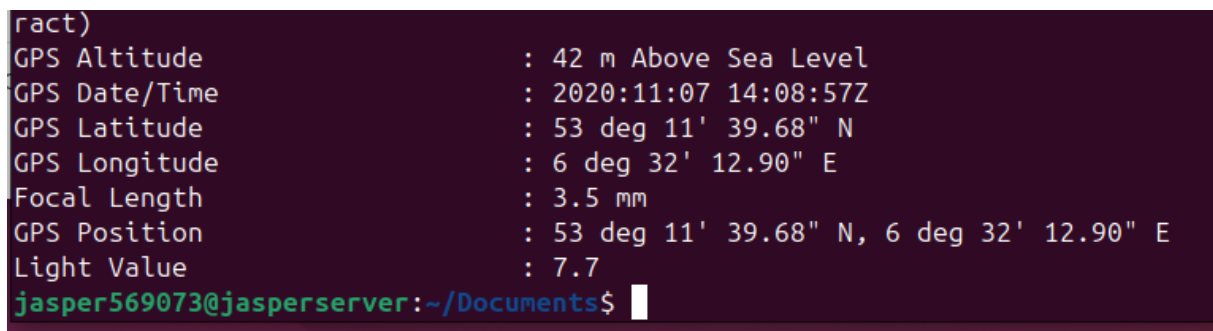 ract)
GPS Altitude                    : 42 m Above Sea Level
GPS Date/Time                   : 2020:11:07 14:08:57Z
GPS Latitude                    : 53 deg 11' 39.68" N
GPS Longitude                   : 6 deg 32' 12.90" E
Focal Length                    : 3.5 mm
GPS Position                    : 53 deg 11' 39.68" N, 6 deg 32' 12.90" E
Light Value                     : 7.7
jasper569073@jasperserver:~/Documents$